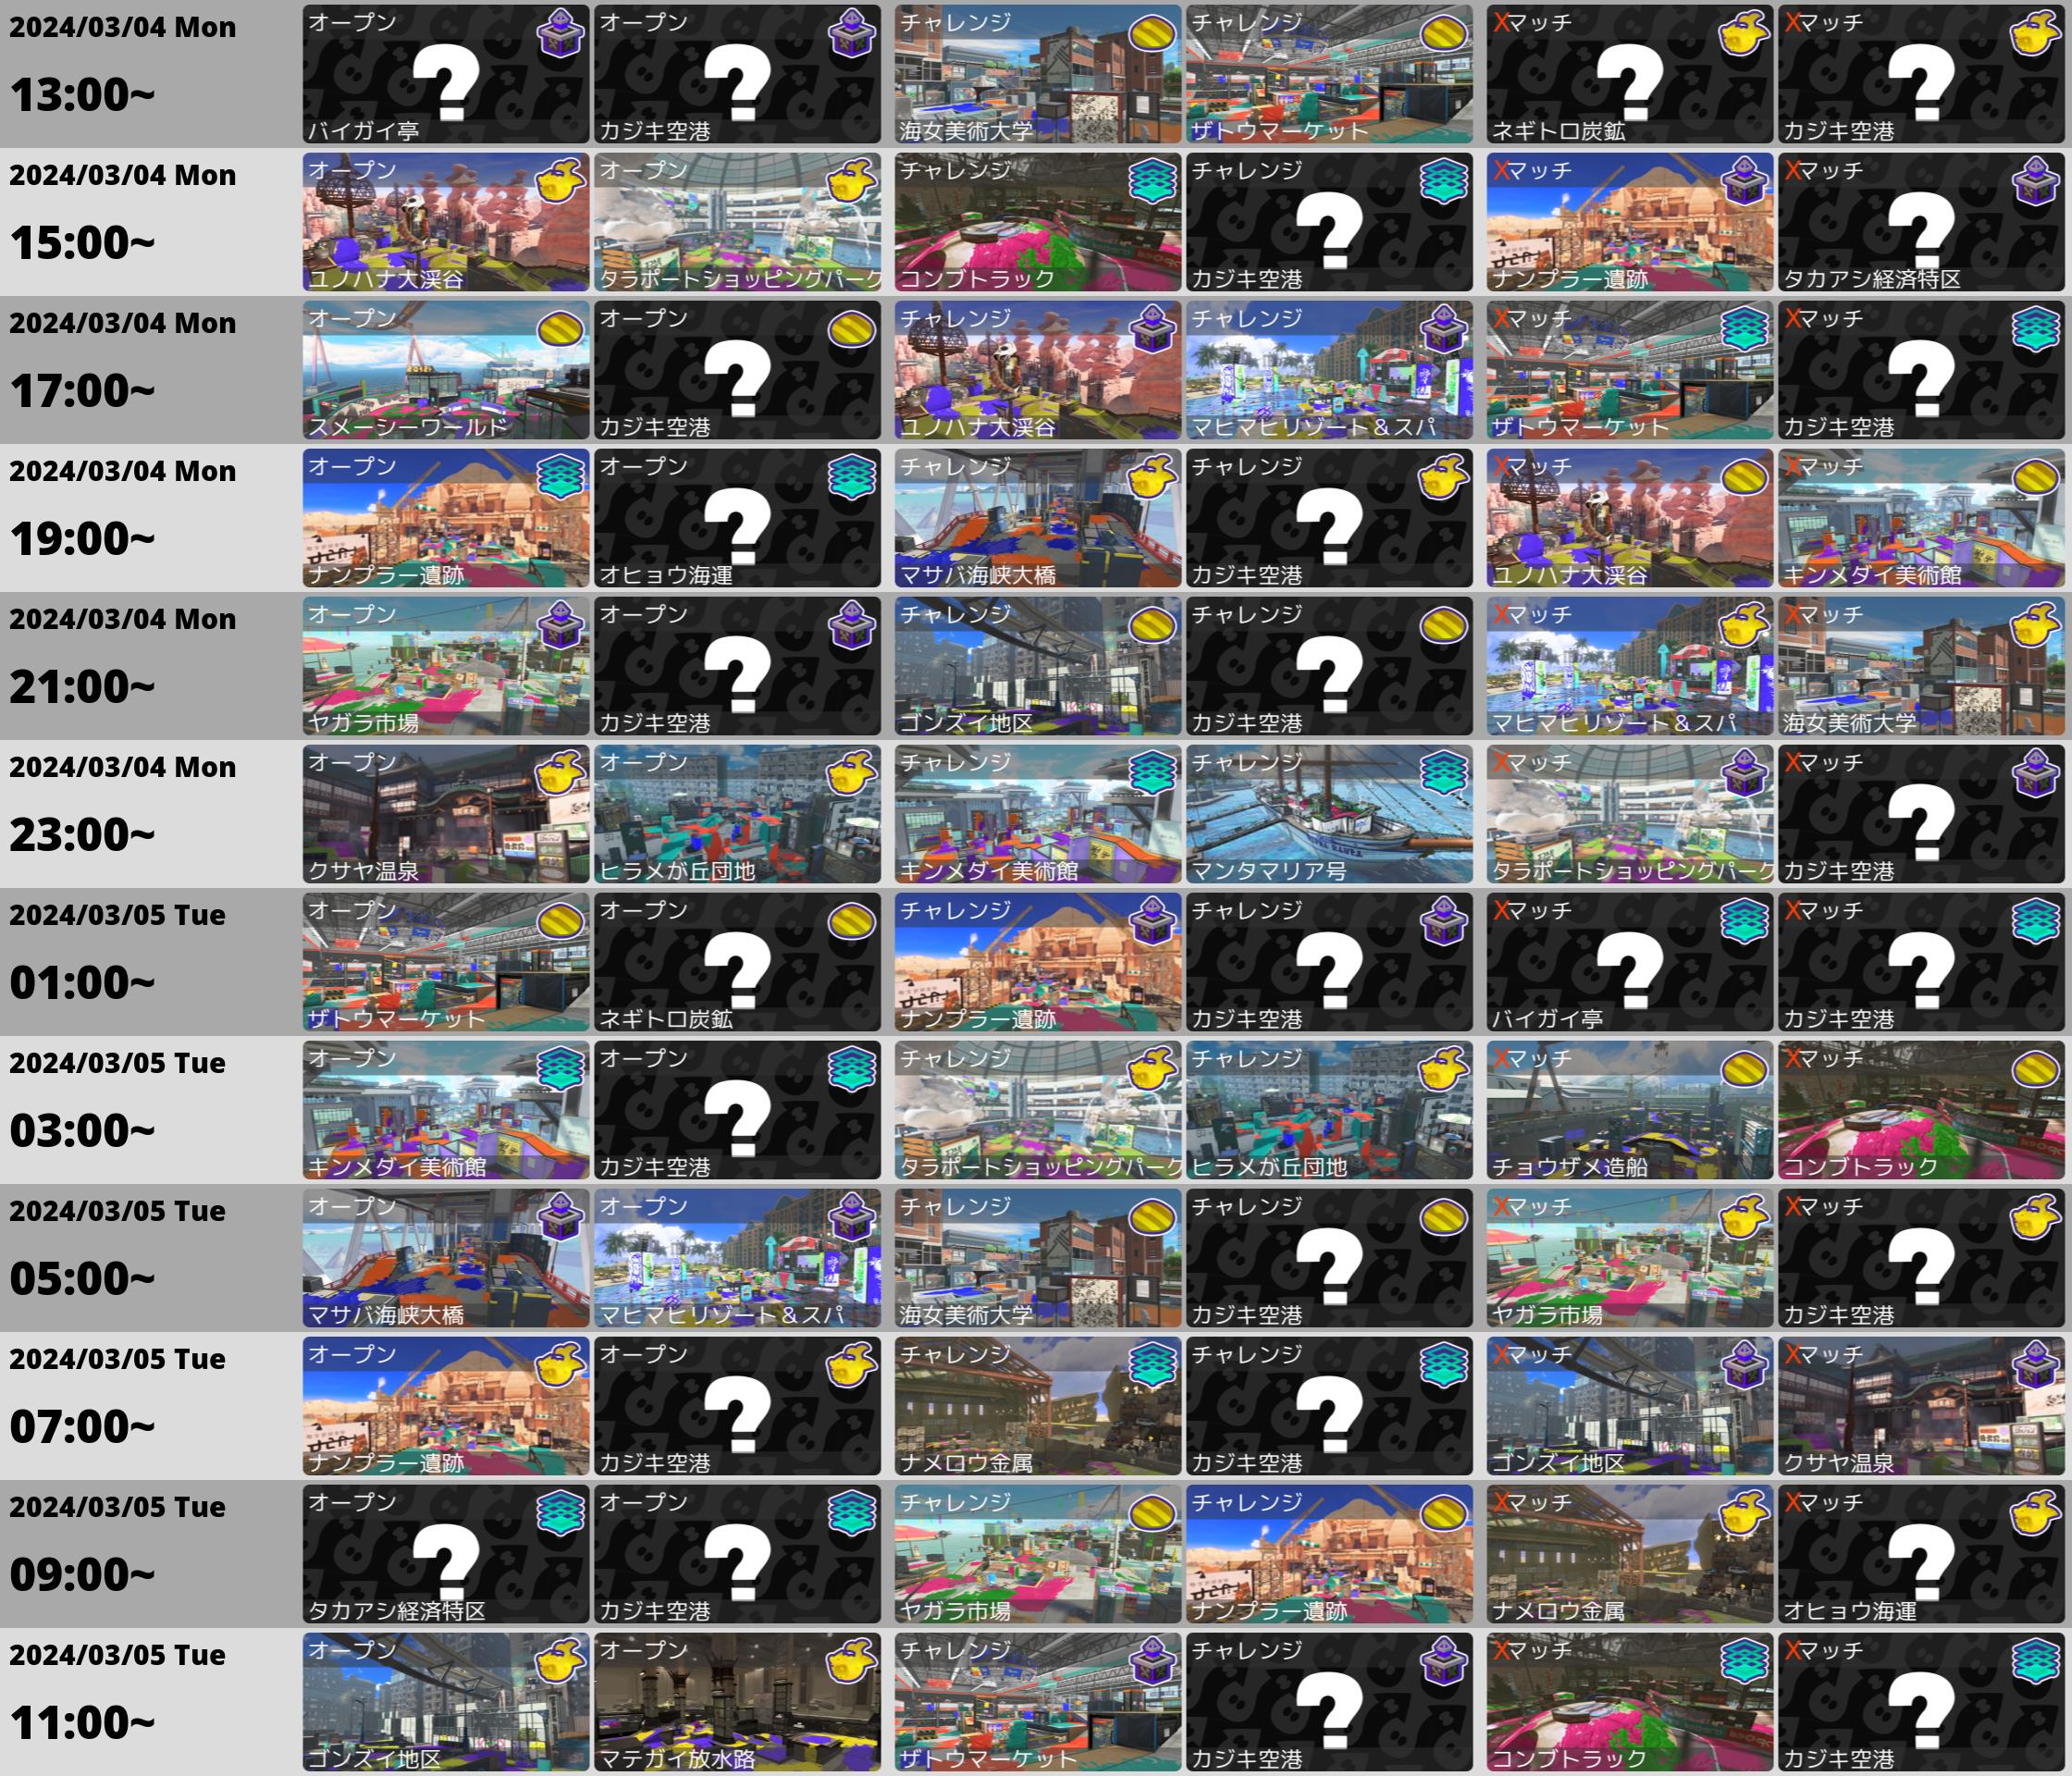 2024/03/04 Mon
13:00~
オープン
バイガイ亭
オープン
カジキ空港
チャレンジ
海女美術大学
チャレンジ
ザトウマーケット
Xマッチ
ネギトロ炭鉱
Xマッチ
カジキ空港
2024/03/04 Mon
15:00~
オープン
ユノハナ大渓谷
オープン
タラポートショッピングパーク
チャレンジ
コンブトラック
チャレンジ
カジキ空港
Xマッチ
ナンプラー遺跡
Xマッチ
タカアシ経済特区
2024/03/04 Mon
17:00~
オープン
スメーシーワールド
オープン
カジキ空港
チャレンジ
ユノハナ大渓谷
チャレンジ
マヒマヒリゾート＆スパ
Xマッチ
ザトウマーケット
Xマッチ
カジキ空港
2024/03/04 Mon
19:00~
オープン
ナンプラー遺跡
オープン
オヒョウ海運
チャレンジ
マサバ海峡大橋
チャレンジ
カジキ空港
Xマッチ
ユノハナ大渓谷
Xマッチ
キンメダイ美術館
2024/03/04 Mon
21:00~
オープン
ヤガラ市場
オープン
カジキ空港
チャレンジ
ゴンズイ地区
チャレンジ
カジキ空港
Xマッチ
マヒマヒリゾート＆スパ
Xマッチ
海女美術大学
2024/03/04 Mon
23:00~
オープン
クサヤ温泉
オープン
ヒラメが丘団地
チャレンジ
キンメダイ美術館
チャレンジ
マンタマリア号
Xマッチ
タラポートショッピングパーク
Xマッチ
カジキ空港
2024/03/05 Tue
01:00~
オープン
ザトウマーケット
オープン
ネギトロ炭鉱
チャレンジ
ナンプラー遺跡
チャレンジ
カジキ空港
Xマッチ
バイガイ亭
Xマッチ
カジキ空港
2024/03/05 Tue
03:00~
オープン
キンメダイ美術館
オープン
カジキ空港
チャレンジ
タラポートショッピングパーク
チャレンジ
ヒラメが丘団地
Xマッチ
チョウザメ造船
Xマッチ
コンブトラック
2024/03/05 Tue
05:00~
オープン
マサバ海峡大橋
オープン
マヒマヒリゾート＆スパ
チャレンジ
海女美術大学
チャレンジ
カジキ空港
Xマッチ
ヤガラ市場
Xマッチ
カジキ空港
2024/03/05 Tue
07:00~
オープン
ナンプラー遺跡
オープン
カジキ空港
チャレンジ
ナメロウ金属
チャレンジ
カジキ空港
Xマッチ
ゴンズイ地区
Xマッチ
クサヤ温泉
2024/03/05 Tue
09:00~
オープン
タカアシ経済特区
オープン
カジキ空港
チャレンジ
ヤガラ市場
チャレンジ
ナンプラー遺跡
Xマッチ
ナメロウ金属
Xマッチ
オヒョウ海運
2024/03/05 Tue
11:00~
オープン
ゴンズイ地区
オープン
マテガイ放水路
チャレンジ
ザトウマーケット
チャレンジ
カジキ空港
Xマッチ
コンブトラック
Xマッチ
カジキ空港